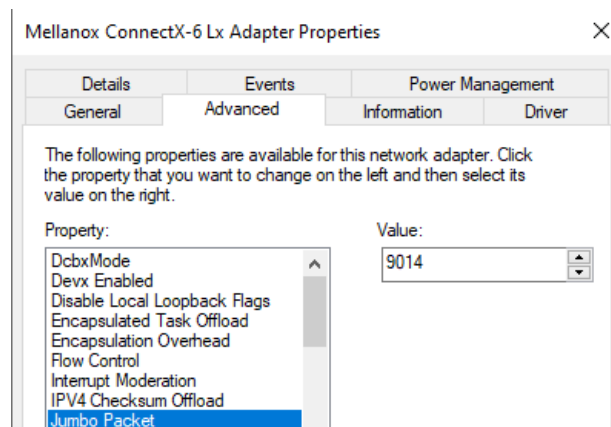 Mellanox ConnectX-6 Lx Adapter Properties
Details Events Power Management
General Advanced Information Driver
The following properties are available for this network adapter. Click
the property that you want to change on the left and then select its
value on the right.
Property: Value:
DcbxMode 9014
Devx Enabled
Disable Local Loopback Flags
Encapsulated Task Offload
Encapsulation Overhead
Flow Control
Interrupt Moderation
IPV4 Checksum Offload
Jumbo Packet